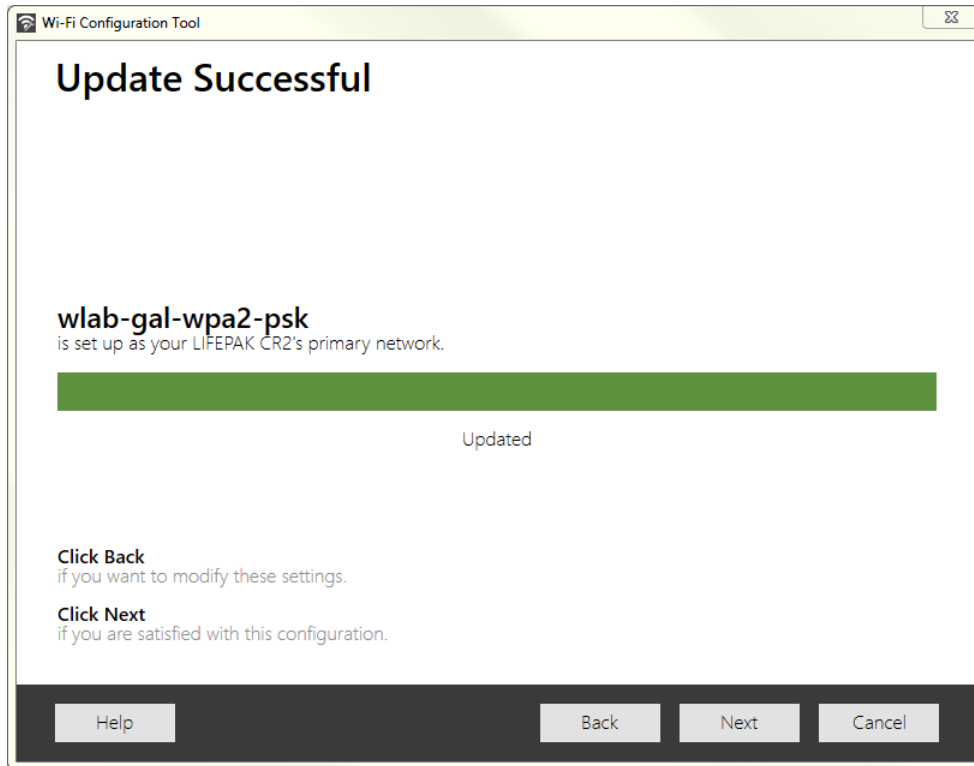 Wi-Fi Configuration Tool
Update Successful
wlab-gal-wpa2-psk
is set up as your LIFEPAK CR2's primary network.
Updated
Click Back
if you want to modify these settings.
Click Next
if you are satisfied with this configuration.
Help
Back
Next
Cancel